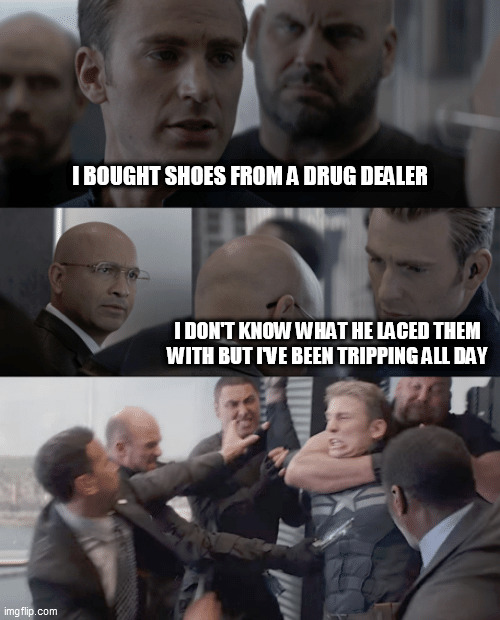 I BOUGHT SHOES FROM A DRUG DEALER
I DON'T KNOW WHAT HE LACED THEM
WITH BUT I'VE BEEN TRIPPING ALL DAY
imgflip.com